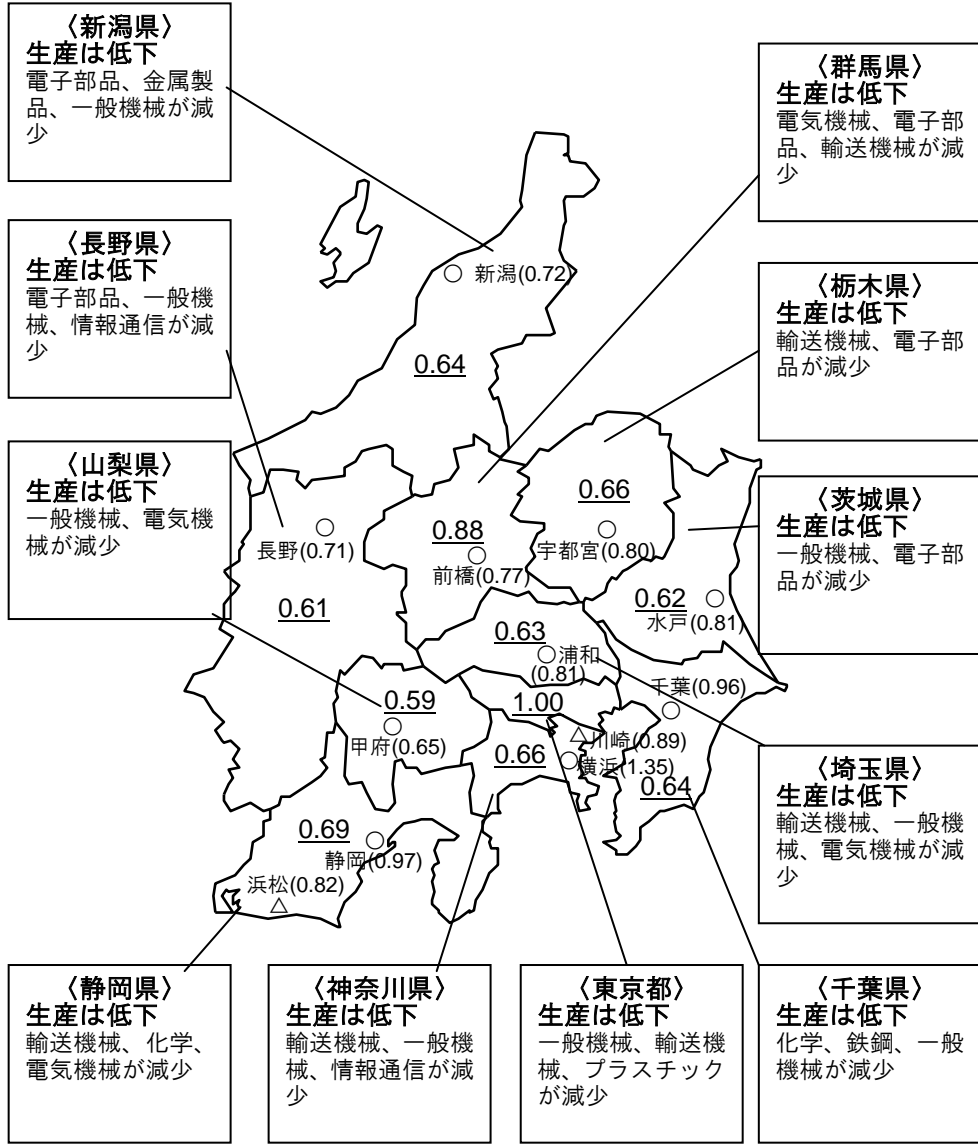 〈新潟県〉
生産は低下
電子部品、金属製
品、一般機械が減
少
〈群馬県〉
生産は低下
電気機械、電子部
品、輸送機械が減
少
〈長野県〉
生産は低下
電子部品、一般機
械、情報通信が減
少
〈栃木県〉
生産は低下
輸送機械、電子部
品が減少
〈山梨県〉
生産は低下
一般機械、電気機
械が減少
〈茨城県〉
生産は低下
一般機械、電子部
品が減少
〈埼玉県〉
生産は低下
輸送機械、一般機
械、電気機械が減
少
○ 新潟(0.72)
0.64
0.66
○
宇都宮(0.80)
○
長野(0.71)
0.88
○
前橋(0.77)
0.61
0.62
○
水戸(0.81)
0.63
○浦和
(0.81)
千葉(0.96)
○
0.59
○
甲府(0.65)
1.00
△川崎(0.89)
○横浜(1.35)
0.66
0.64
0.69
○
静岡(0.97)
浜松(0.82)
△
〈静岡県〉
生産は低下
輸送機械、化学、
電気機械が減少
〈神奈川県〉
生産は低下
輸送機械、一般機
械、情報通信が減
少
〈東京都〉
生産は低下
一般機械、輸送機
械、プラスチック
が減少
〈千葉県〉
生産は低下
化学、鉄鋼、一般
機械が減少